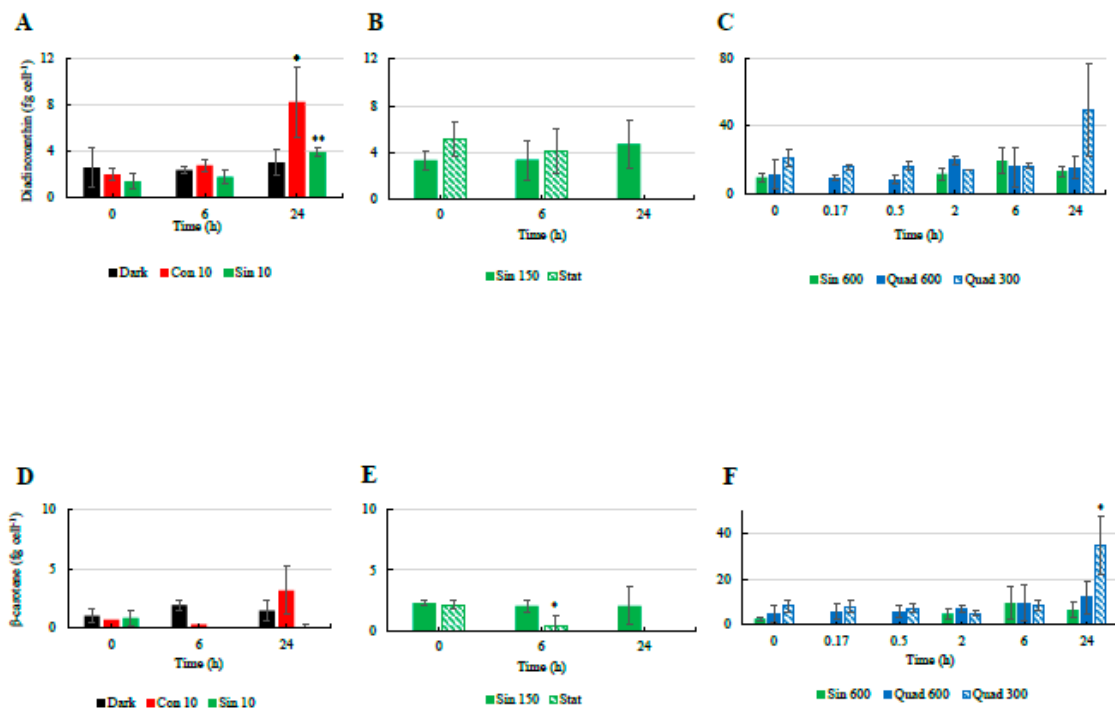 A
B
C
Diadinoxanthin (fg cell⁻¹)
12
8
4
0
*
**
0 6 24
Time (h)
Dark Con 10 Sin 10
12
8
4
0
0 6 24
Time (h)
Sin 150 Stat
80
40
0
0 0.17 0.5 2 6 24
Time (h)
Sin 600 Quad 600 Quad 300
D
E
F
β-carotene (fg cell⁻¹)
10
5
0
0 6 24
Time (h)
Dark Con 10 Sin 10
10
5
0
*
0 6 24
Time (h)
Sin 150 Stat
40
20
0
*
0 0.17 0.5 2 6 24
Time (h)
Sin 600 Quad 600 Quad 300